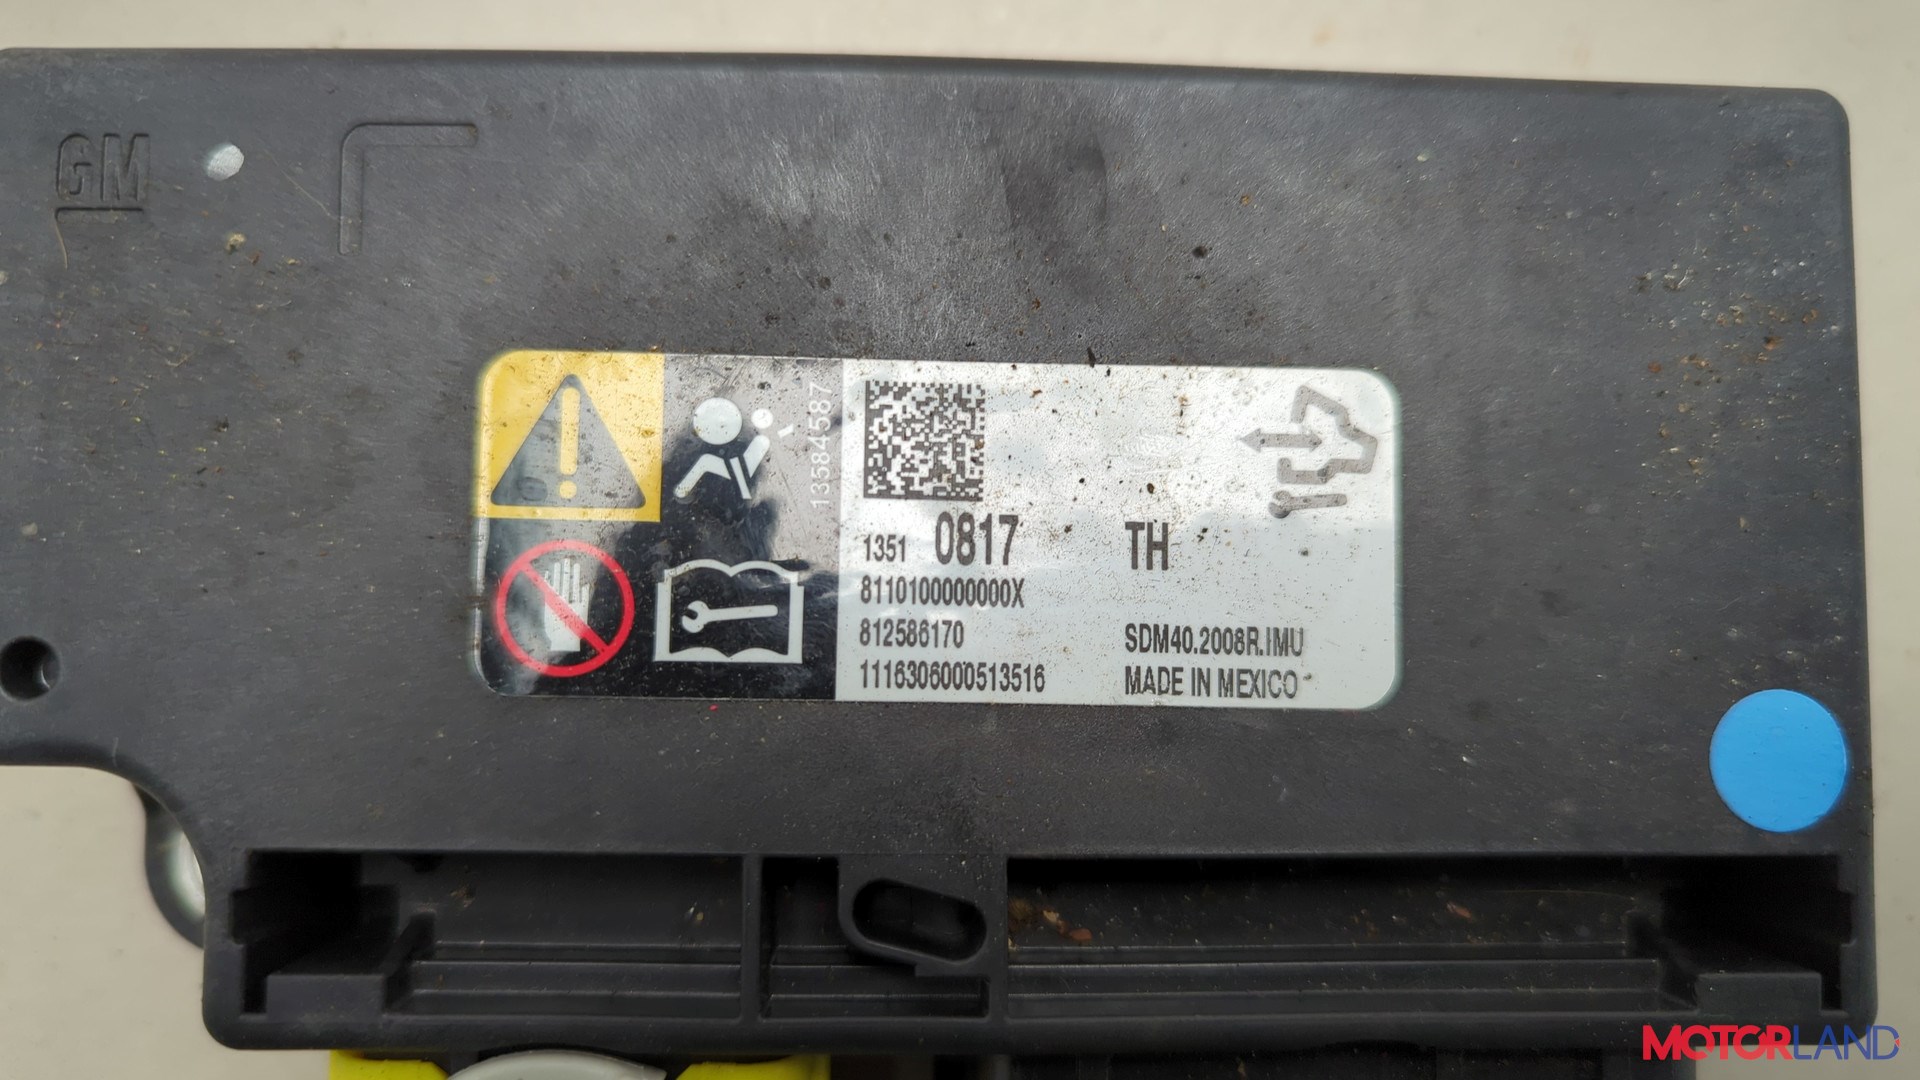 GM
13584587
1351 0817 TH
8110100000000X
812586170 SDM40.2008R.IMU
1116306000513516 MADE IN MEXICO
MOTORLAND